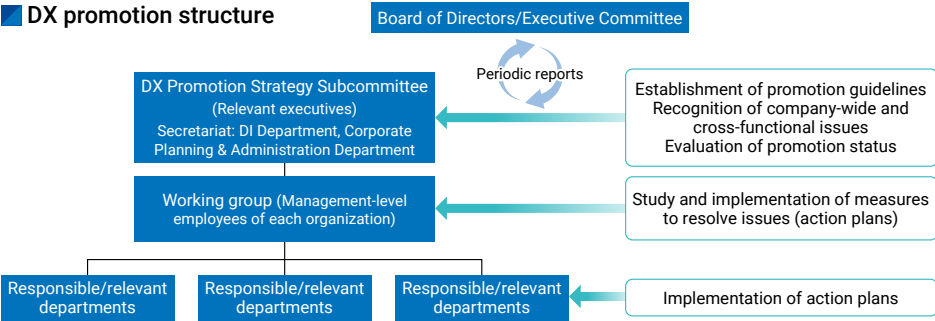 DX promotion structure
Board of Directors/Executive Committee
Periodic reports
DX Promotion Strategy Subcommittee
(Relevant executives)
Secretariat: DI Department, Corporate
Planning & Administration Department
Establishment of promotion guidelines
Recognition of company-wide and
cross-functional issues
Evaluation of promotion status
Working group (Management-level
employees of each organization)
Study and implementation of measures
to resolve issues (action plans)
Responsible/relevant
departments
Responsible/relevant
departments
Responsible/relevant
departments
Implementation of action plans